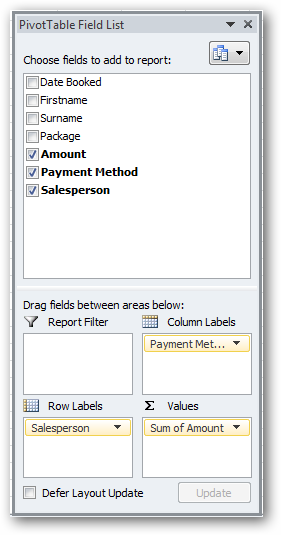 PivotTable Field List
Choose fields to add to report:
Date Booked
Firstname
Surname
Package
Amount
Payment Method
Salesperson
Drag fields between areas below:
Report Filter
Column Labels
Payment Met...
Row Labels
Σ Values
Salesperson
Sum of Amount
Defer Layout Update
Update